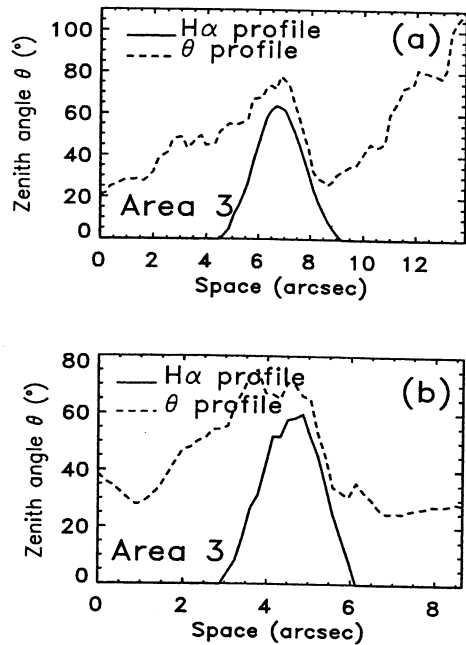 100
80
60
40
20
0
Zenith angle θ (°)
Hα profile
θ profile
(a)
Area 3
0 2 4 6 8 10 12
Space (arcsec)
80
60
40
20
0
Zenith angle θ (°)
Hα profile
θ profile
(b)
Area 3
0 2 4 6 8
Space (arcsec)